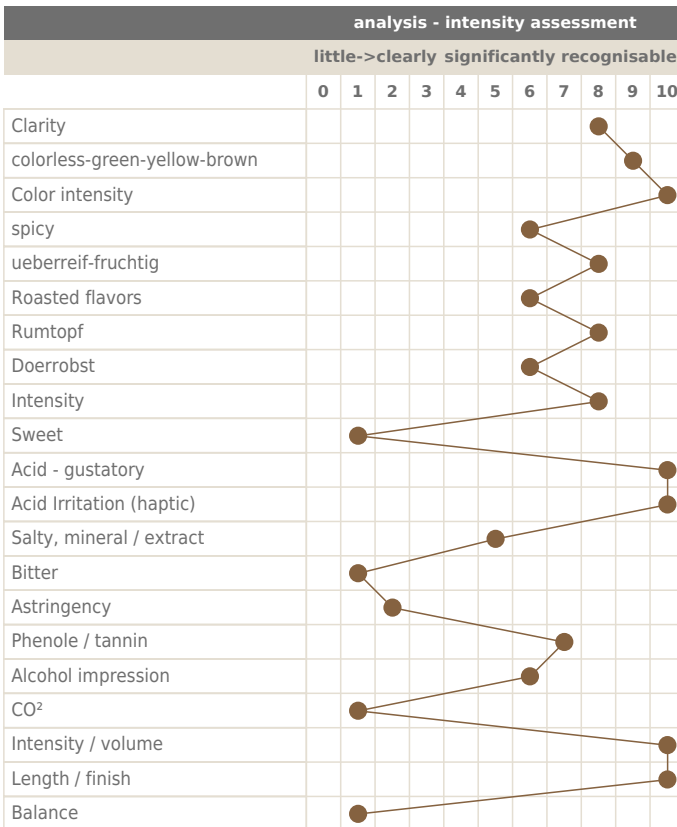 analysis - intensity assessment
little->clearly significantly recognisable
0 1 2 3 4 5 6 7 8 9 10
Clarity
colorless-green-yellow-brown
Color intensity
spicy
ueberreif-fruchtig
Roasted flavors
Rumtopf
Doerrobst
Intensity
Sweet
Acid - gustatory
Acid Irritation (haptic)
Salty, mineral / extract
Bitter
Astringency
Phenole / tannin
Alcohol impression
CO²
Intensity / volume
Length / finish
Balance